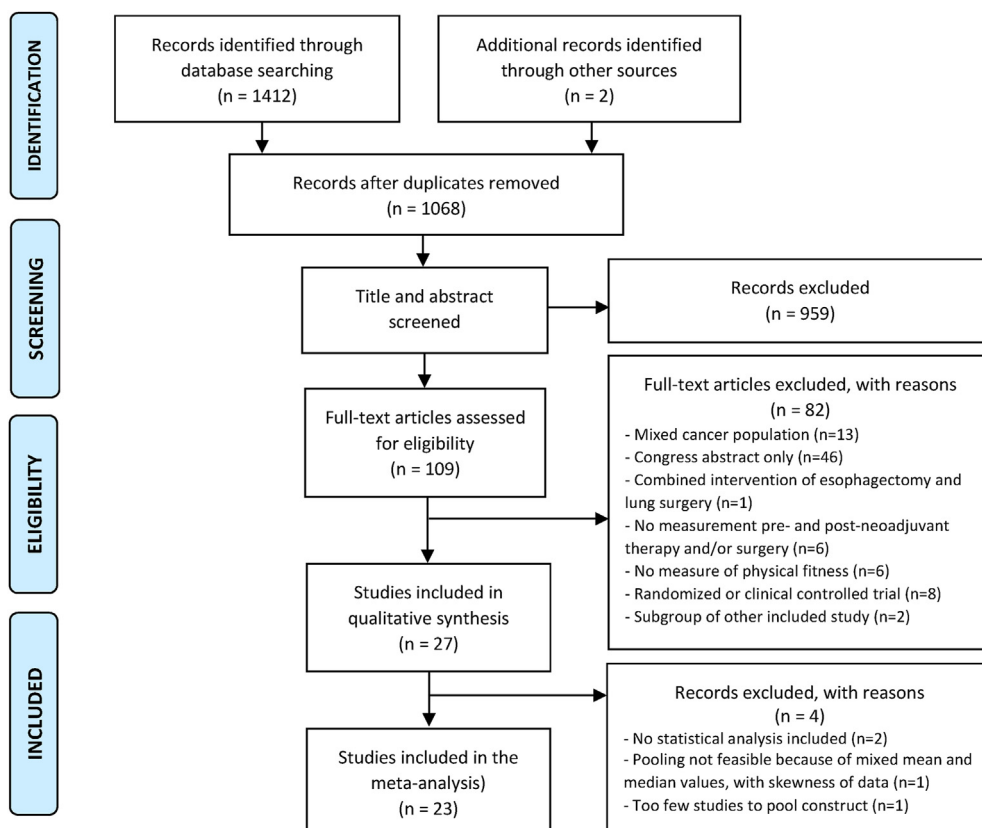 IDENTIFICATION
Records identified through
database searching
(n = 1412)
Additional records identified
through other sources
(n = 2)
Records after duplicates removed
(n = 1068)
SCREENING
Title and abstract
screened
Records excluded
(n = 959)
ELIGIBILITY
Full-text articles assessed
for eligibility
(n = 109)
Full-text articles excluded, with reasons
(n = 82)
- Mixed cancer population (n=13)
- Congress abstract only (n=46)
- Combined intervention of esophagectomy and
lung surgery (n=1)
- No measurement pre- and post-neoadjuvant
therapy and/or surgery (n=6)
- No measure of physical fitness (n=6)
- Randomized or clinical controlled trial (n=8)
- Subgroup of other included study (n=2)
Studies included in
qualitative synthesis
(n = 27)
INCLUDED
Records excluded, with reasons
(n = 4)
- No statistical analysis included (n=2)
- Pooling not feasible because of mixed mean and
median values, with skewness of data (n=1)
- Too few studies to pool construct (n=1)
Studies included in the
meta-analysis)
(n = 23)